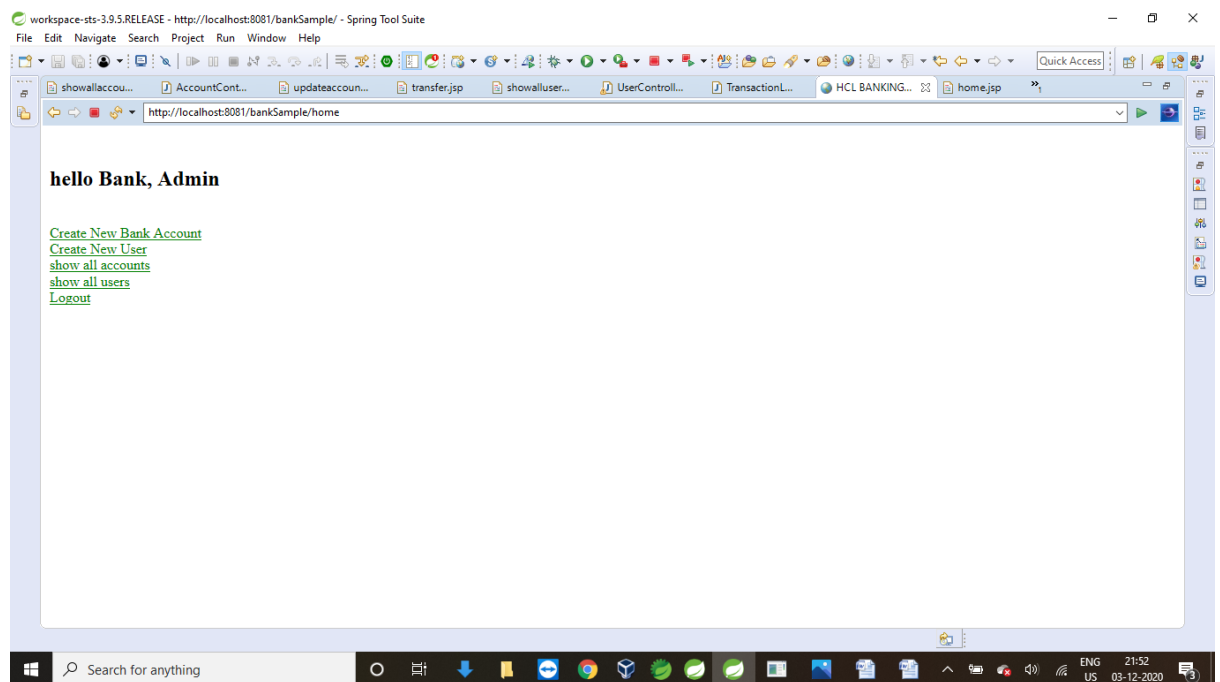 workspace-sts-3.9.5.RELEASE - http://localhost:8081/bankSample/ - Spring Tool Suite
File Edit Navigate Search Project Run Window Help
Quick Access
showallaccou... AccountCont... updateaccoun... transfer.jsp showalluser... UserControll... TransactionL... HCL BANKING... home.jsp »1
http://localhost:8081/bankSample/home
hello Bank, Admin
Create New Bank Account
Create New User
show all accounts
show all users
Logout
Search for anything
ENG 21:52
US 03-12-2020
3